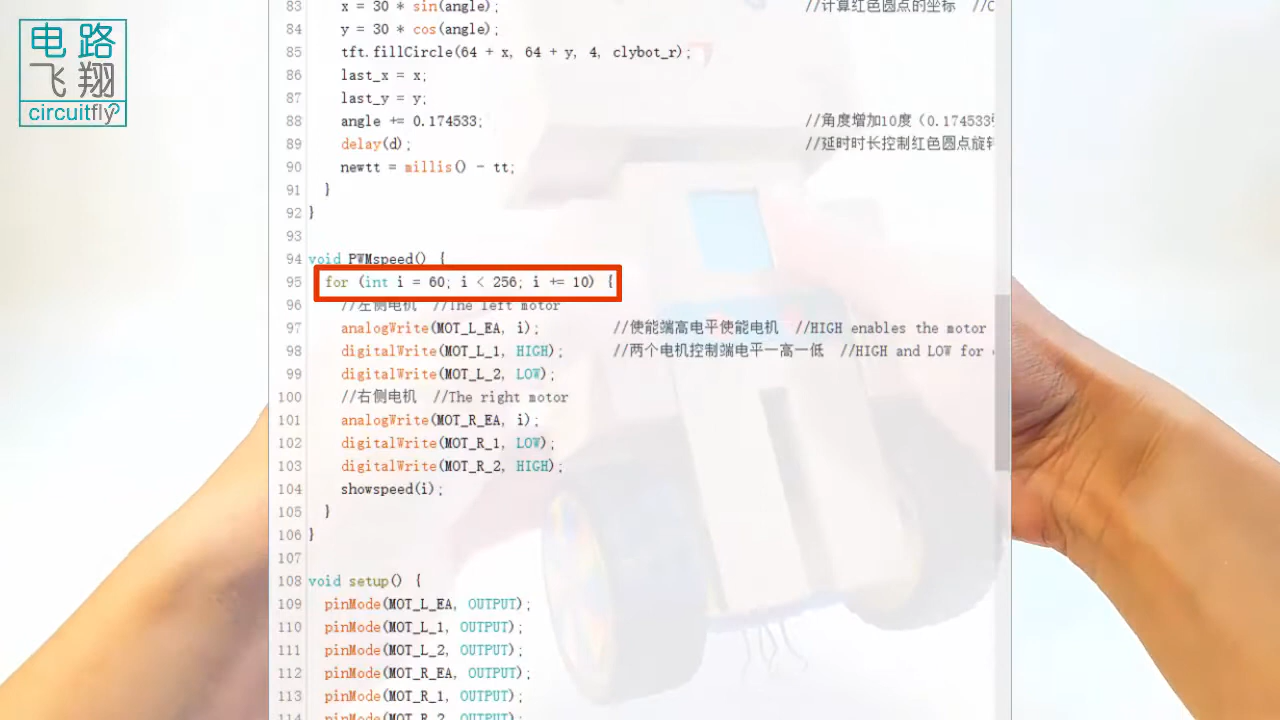 电路
飞翔
circuitfly
83 x = 30 * sin(angle); //计算红色圆点的坐标 //C
84 y = 30 * cos(angle);
85 tft.fillCircle(64 + x, 64 + y, 4, clybot_r);
86 last_x = x;
87 last_y = y;
88 angle += 0.174533; //角度增加10度（0.174533
89 delay(d); //延时时长控制红色圆点旋转
90 newtt = millis() - tt;
91 }
92 }
93
94 void PWMspeed() {
95 for (int i = 60; i < 256; i += 10) {
96 //左侧电机 //The left motor
97 analogWrite(MOT_L_EA, i); //使能端高电平使能电机 //HIGH enables the motor
98 digitalWrite(MOT_L_1, HIGH); //两个电机控制端电平一高一低 //HIGH and LOW for
99 digitalWrite(MOT_L_2, LOW);
100 //右侧电机 //The right motor
101 analogWrite(MOT_R_EA, i);
102 digitalWrite(MOT_R_1, LOW);
103 digitalWrite(MOT_R_2, HIGH);
104 showspeed(i);
105 }
106 }
107
108 void setup() {
109 pinMode(MOT_L_EA, OUTPUT);
110 pinMode(MOT_L_1, OUTPUT);
111 pinMode(MOT_L_2, OUTPUT);
112 pinMode(MOT_R_EA, OUTPUT);
113 pinMode(MOT_R_1, OUTPUT);
114 pinMode(MOT_R_2, OUTPUT);